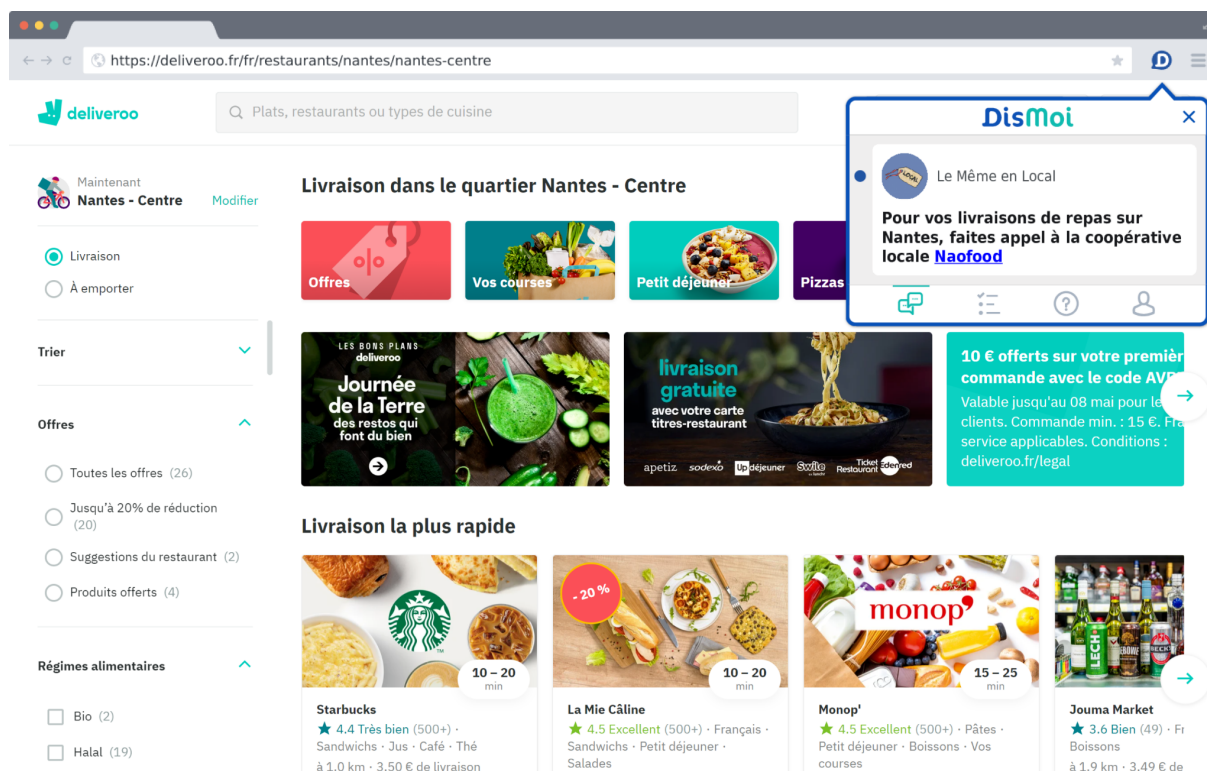 https://deliveroo.fr/fr/restaurants/nantes/nantes-centre
deliveroo
Plats, restaurants ou types de cuisine
DisMoi
LOCAL
Le Même en Local
Pour vos livraisons de repas sur
Nantes, faites appel à la coopérative
locale Naofood
Maintenant
Nantes - Centre
Modifier
Livraison
À emporter
Trier
Offres
Toutes les offres (26)
Jusqu'à 20% de réduction
(20)
Suggestions du restaurant (2)
Produits offerts (4)
Régimes alimentaires
Bio (2)
Halal (19)
Livraison dans le quartier Nantes - Centre
Offres
Vos courses
Petit déjeuner
Pizzas
LES BONS PLANS
deliveroo
Journée
de la Terre
des restos qui
font du bien
livraison
gratuite
avec votre carte
titres-restaurant
apetiz sodexo Up déjeuner Swile Ticket Restaurant Edenred
10 € offerts sur votre premièr
commande avec le code
Valable jusqu'au 08 mai pour
clients. Commande min. : 15 €.
service applicables. Conditions :
deliveroo.fr/legal
Livraison la plus rapide
10 – 20
min
Starbucks
4.4 Très bien (500+) ·
Sandwichs · Jus · Café · Thé
à 1.0 km · 3.50 € de livraison
- 20 %
10 – 20
min
La Mie Câline
4.5 Excellent (500+) · Français ·
Sandwichs · Petit déjeuner ·
Salades
monop'
15 – 25
min
Monop'
4.5 Excellent (500+) · Pâtes ·
Petit déjeuner · Boissons · Vos
courses
LECH
BECK
Jouma Market
3.6 Bien (49) · Fr
Boissons
à 1.9 km · 3.49 € de